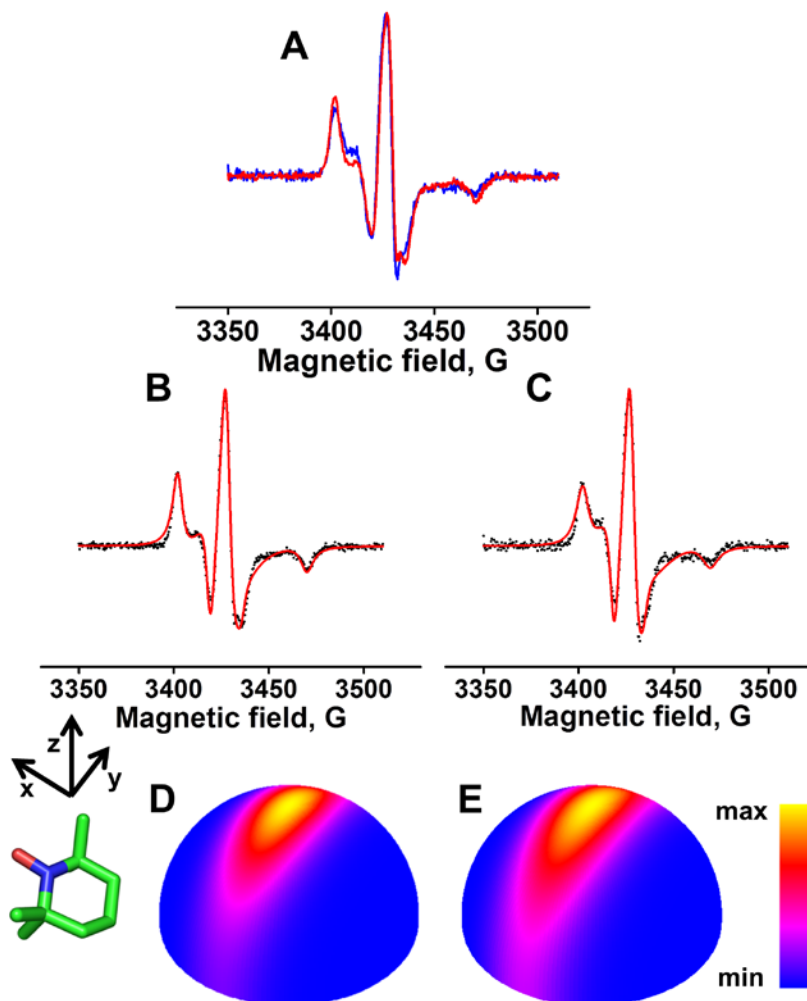 A
3350 3400 3450 3500
Magnetic field, G
B C
3350 3400 3450 3500 3350 3400 3450 3500
Magnetic field, G Magnetic field, G
z
x y
D E
max
min